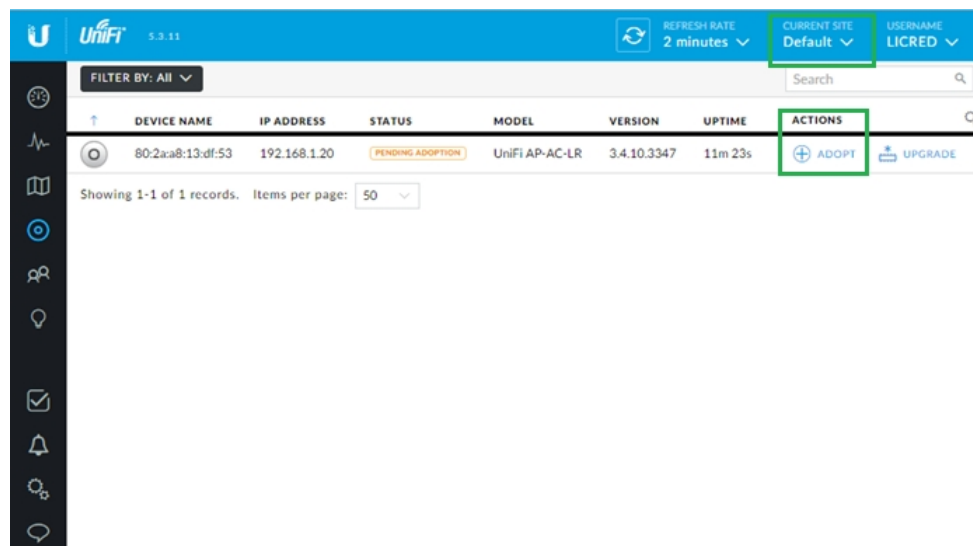 UniFi 5.3.11
REFRESH RATE
2 minutes
CURRENT SITE
Default
USERNAME
LICRED
FILTER BY: All
Search
DEVICE NAME IP ADDRESS STATUS MODEL VERSION UPTIME ACTIONS
80:2a:a8:13:df:53 192.168.1.20 PENDING ADOPTION UniFi AP-AC-LR 3.4.10.3347 11m 23s ADOPT UPGRADE
Showing 1-1 of 1 records. Items per page: 50